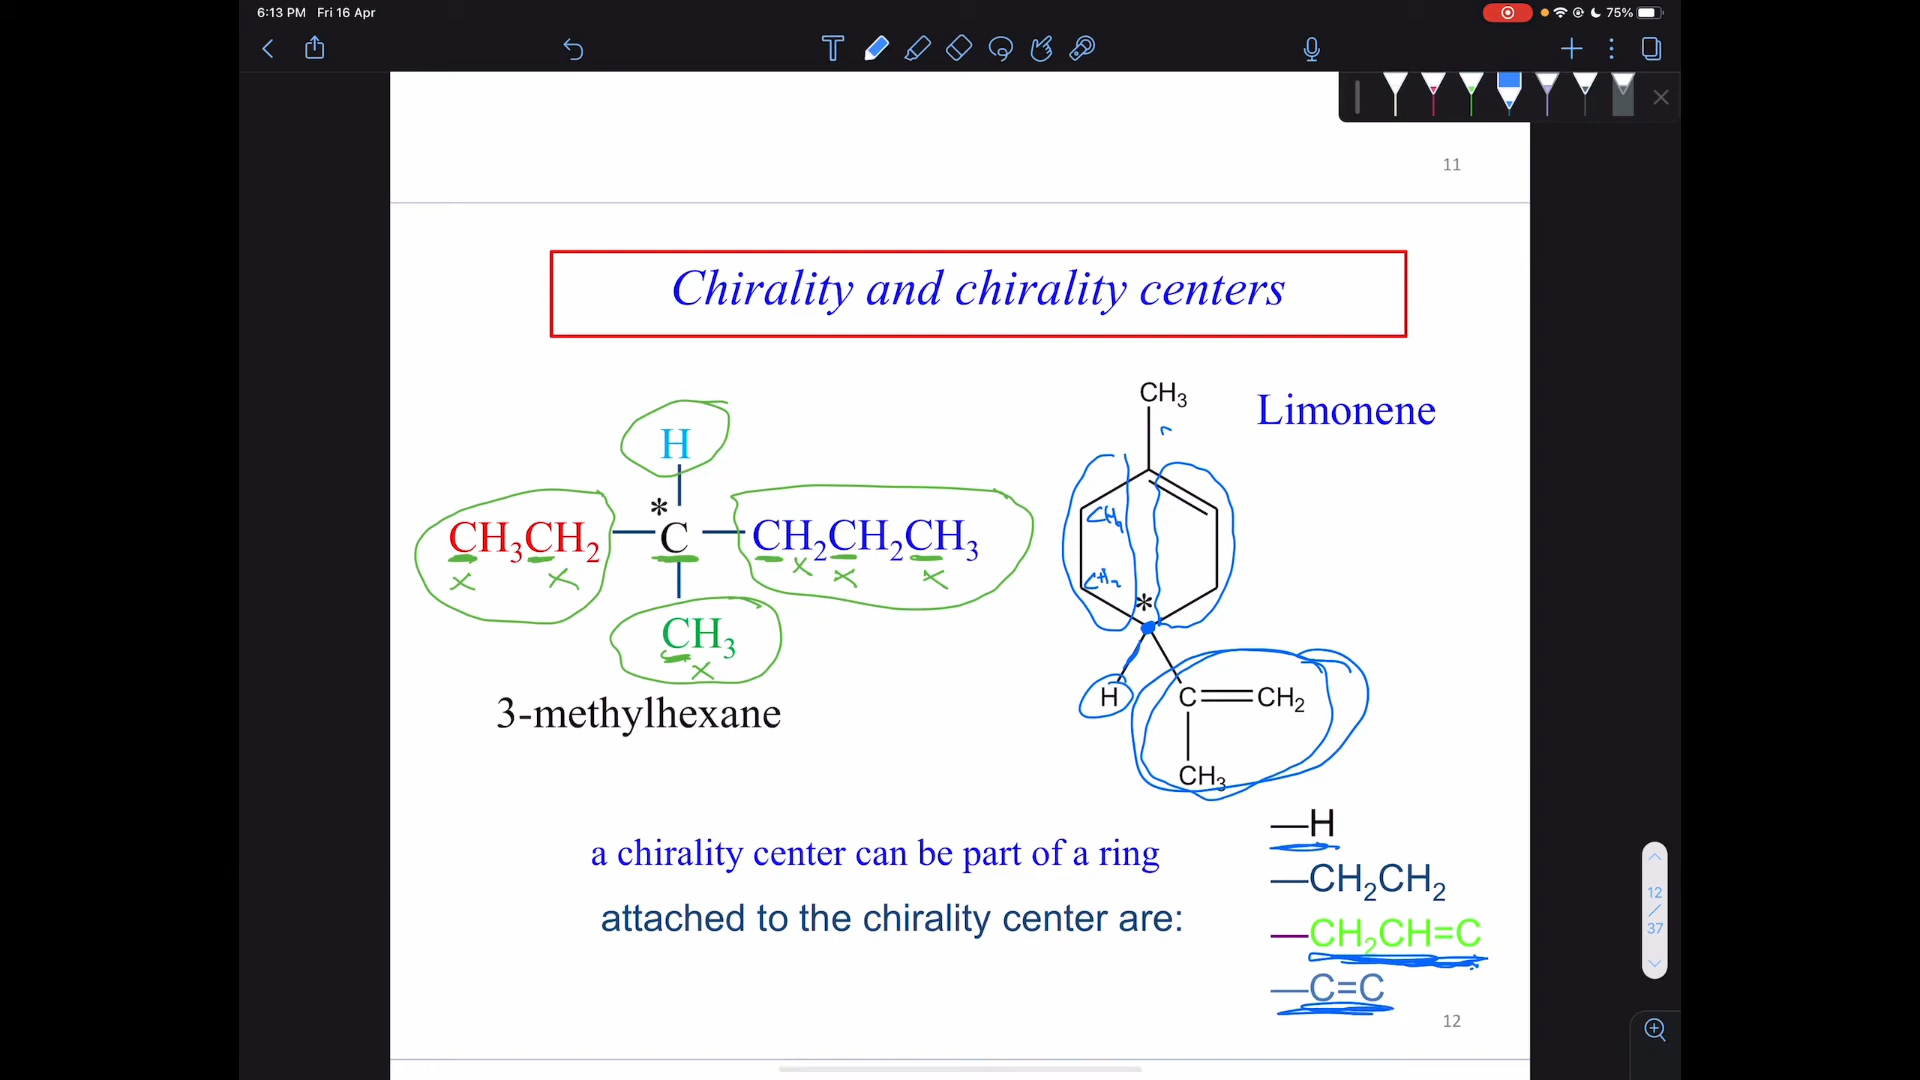 6:13 PM Fri 16 Apr
75%
11
Chirality and chirality centers
CH3
Limonene
H
*
CH3CH2 — C — CH2CH2CH3
x x x x x
CH3
x
3-methylhexane
CH2
CH2
*
H
C=CH2
CH3
a chirality center can be part of a ring
attached to the chirality center are:
—H
—CH2CH2
—CH2CH=C
—C=C
12
12
/
37